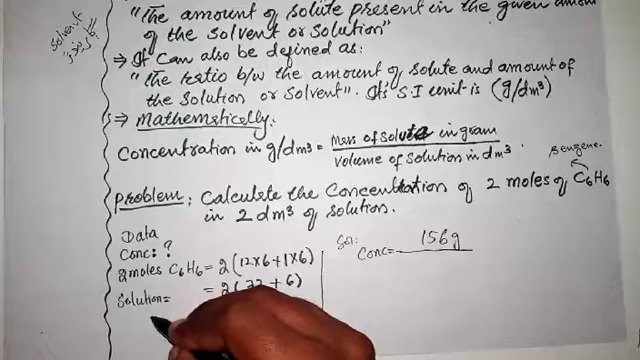 "The amount of solute present in the given amount
of the solvent or solution"
Solvent
⇒ It can also be defined as:
"The ratio b/w the amount of solute and amount of
the solution or solvent". It's S.I unit is (g/dm³)
⇒ Mathematically:
Concentration in g/dm³ = Mass of solute in gram
Volume of solution in dm³.
Benzene.
Problem: Calculate the Concentration of 2 moles of C6H6
in 2 dm³ of solution.
Data
Conc: ?
2 moles C6H6 = 2(12×6+1×6)
= 2(72+6)
Solution=
Sol:
Conc= 156g